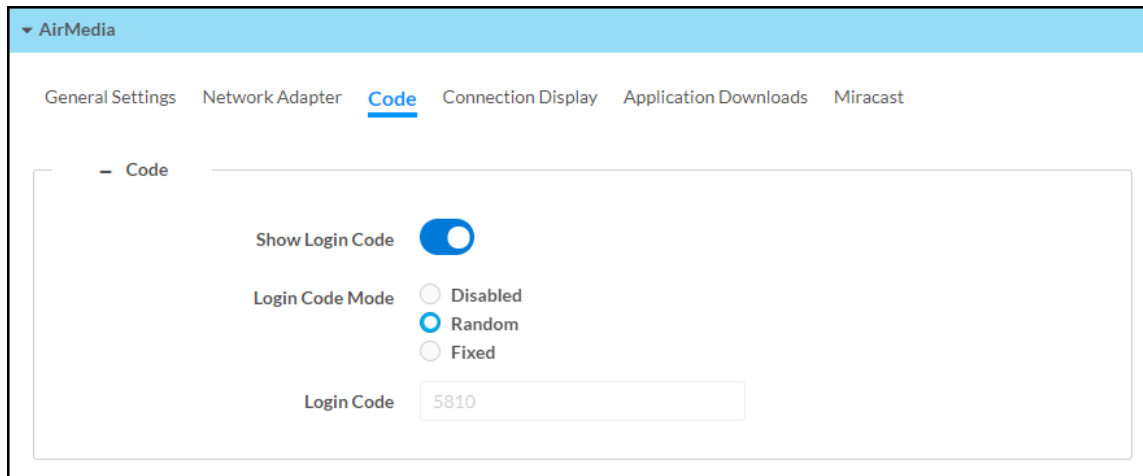 AirMedia
General Settings Network Adapter Code Connection Display Application Downloads Miracast
Code
Show Login Code
Login Code Mode
Disabled
Random
Fixed
Login Code 5810